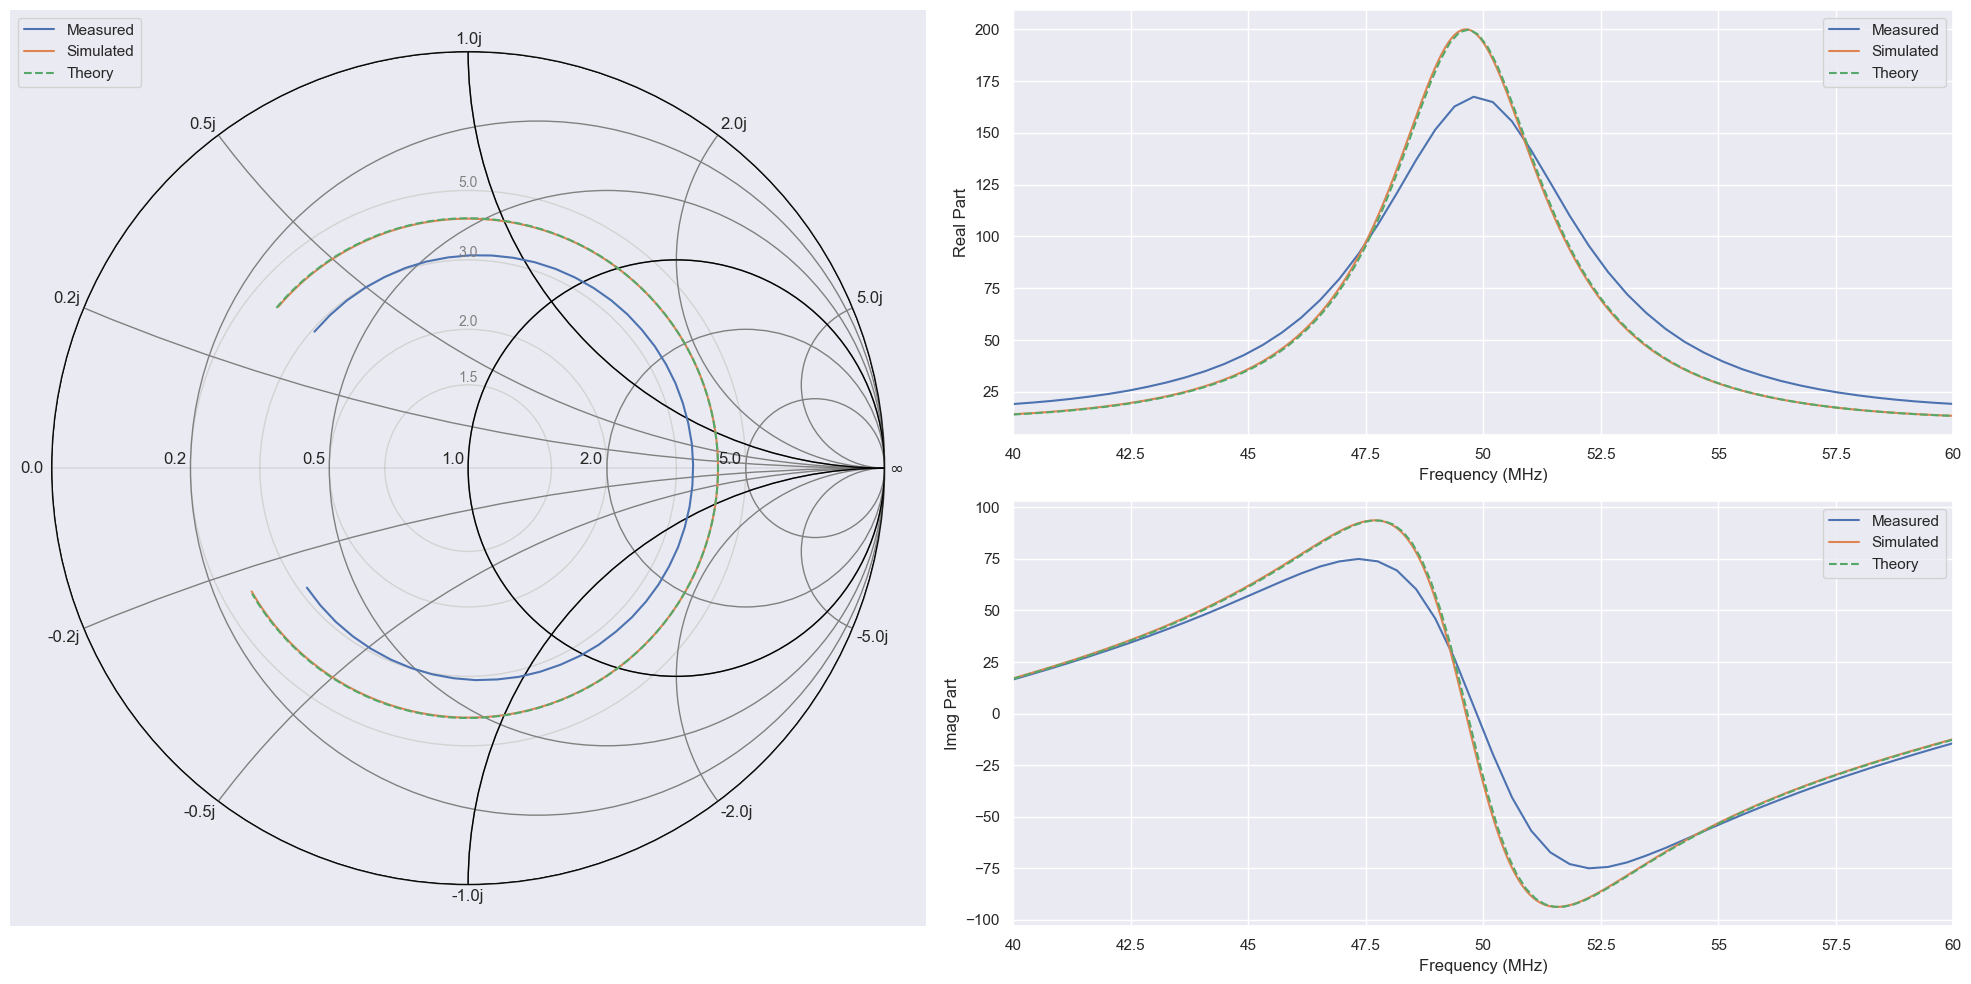 Measured
Simulated
Theory
1.0j
0.5j
2.0j
5.0
3.0
0.2j
5.0j
2.0
1.5
0.0
0.2
0.5
1.0
2.0
5.0
∞
-0.2j
-5.0j
-0.5j
-2.0j
-1.0j
Measured
Simulated
Theory
Real Part
200
175
150
125
100
75
50
25
40
42.5
45
47.5
50
52.5
55
57.5
60
Frequency (MHz)
Measured
Simulated
Theory
Imag Part
100
75
50
25
0
−25
−50
−75
−100
40
42.5
45
47.5
50
52.5
55
57.5
60
Frequency (MHz)